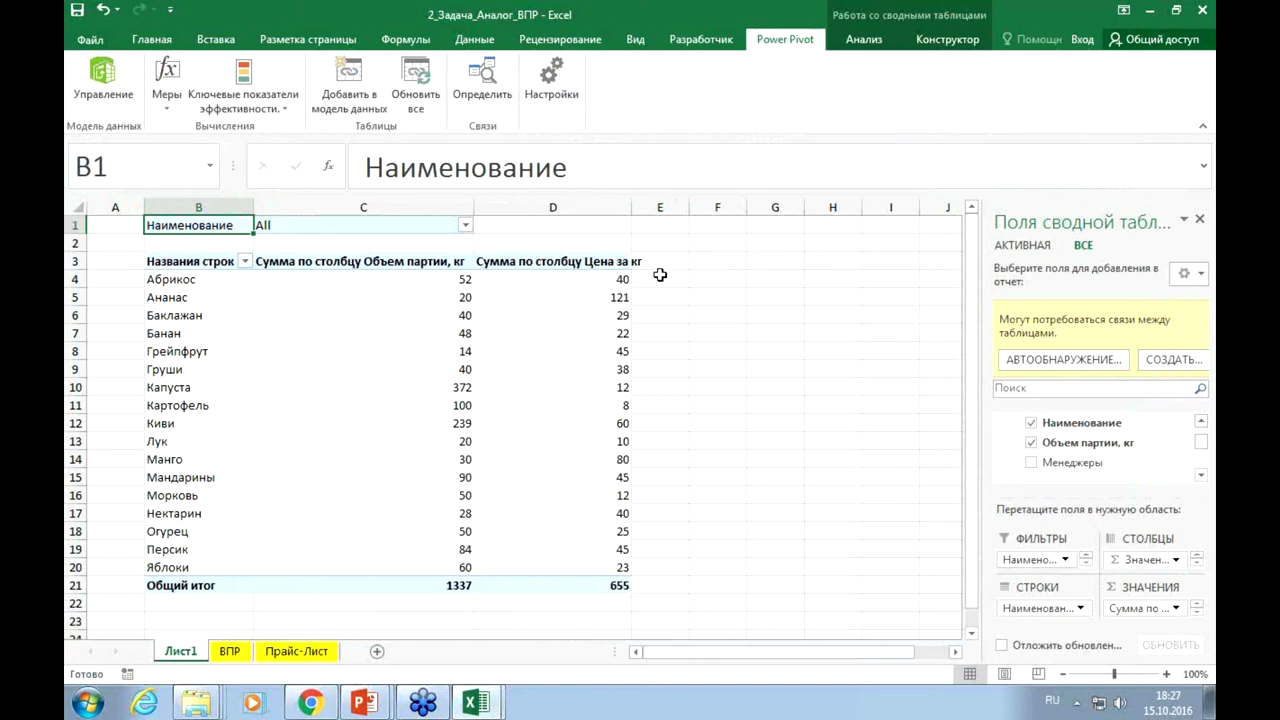 2_Задача_Аналог_ВПР - Excel
Работа со сводными таблицами
Файл Главная Вставка Разметка страницы Формулы Данные Рецензирование Вид Разработчик Power Pivot Анализ Конструктор Помощн Вход Общий доступ
Управление
Меры
Ключевые показатели
эффективности.
Добавить в
модель данных
Обновить
все
Определить
Настройки
Модель данных Вычисления Таблицы Связи
B1 fx Наименование
A B C D E F G H I J
1 Наименование All
2
3 Названия строк Сумма по столбцу Объем партии, кг Сумма по столбцу Цена за кг
4 Абрикос 52 40
5 Ананас 20 121
6 Баклажан 40 29
7 Банан 48 22
8 Грейпфрут 14 45
9 Груши 40 38
10 Капуста 372 12
11 Картофель 100 8
12 Киви 239 60
13 Лук 20 10
14 Манго 30 80
15 Мандарины 90 45
16 Морковь 50 12
17 Нектарин 28 40
18 Огурец 50 25
19 Персик 84 45
20 Яблоки 60 23
21 Общий итог 1337 655
22
23
24
Поля сводной табл...
АКТИВНАЯ ВСЕ
Выберите поля для добавления в
отчет:
Могут потребоваться связи между
таблицами.
АВТООБНАРУЖЕНИЕ... СОЗДАТЬ...
Поиск
Наименование
Объем партии, кг
Менеджеры
Перетащите поля в нужную область:
ФИЛЬТРЫ СТОЛБЦЫ
Наимено... Σ Значен...
СТРОКИ Σ ЗНАЧЕНИЯ
Наименован... Сумма по ...
Отложить обновлен... ОБНОВИТЬ
Лист1 ВПР Прайс-Лист
Готово 100%
RU 18:27
15.10.2016